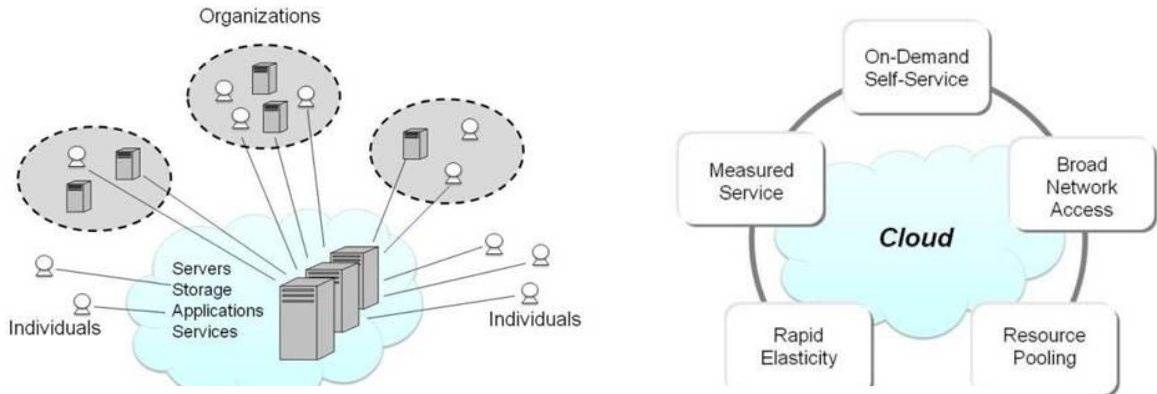 Organizations
Servers
Storage
Applications
Services
Individuals
Individuals
On-Demand
Self-Service
Measured
Service
Broad
Network
Access
Cloud
Rapid
Elasticity
Resource
Pooling